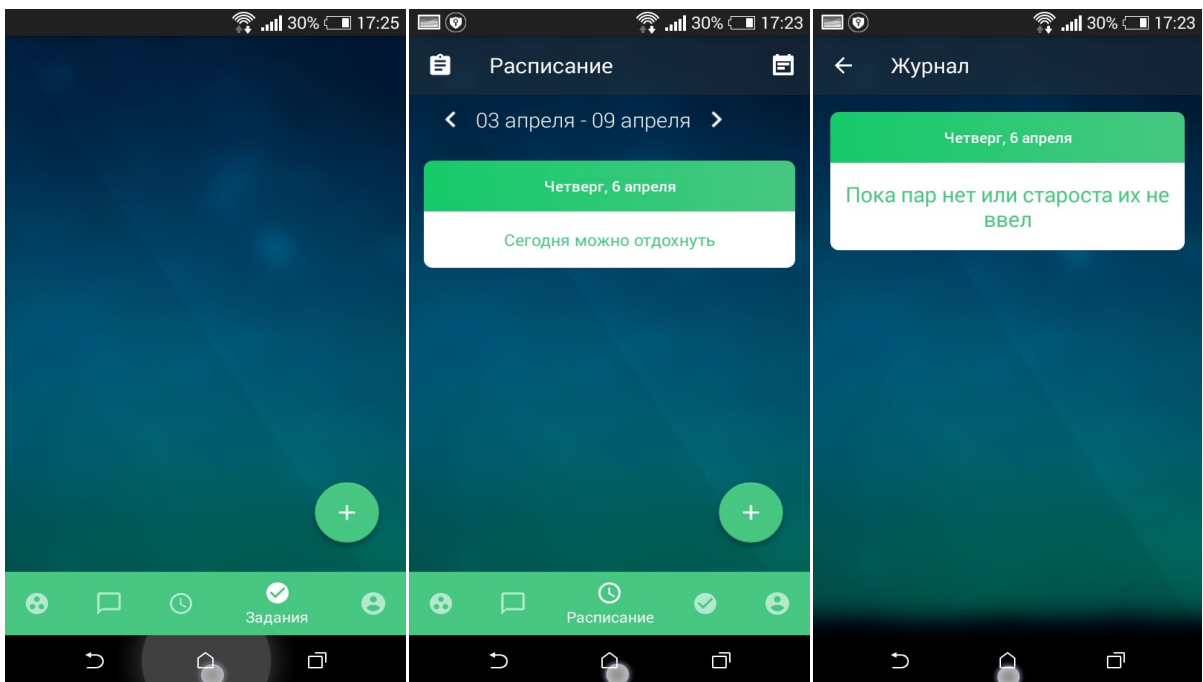 30% 17:25
Задания
30% 17:23
Расписание
03 апреля - 09 апреля
Четверг, 6 апреля
Сегодня можно отдохнуть
Расписание
30% 17:23
Журнал
Четверг, 6 апреля
Пока пар нет или староста их не
ввел